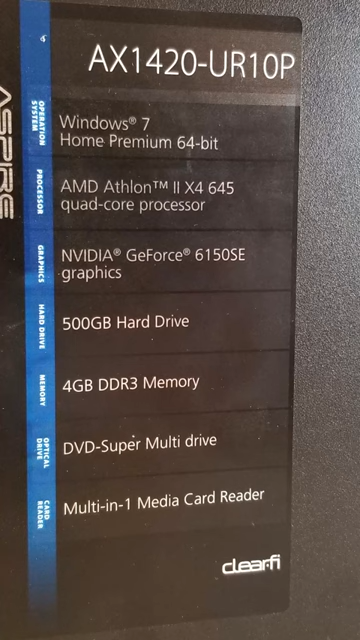 ASPIRE
AX1420-UR10P
OPERATION
SYSTEM
Windows® 7
Home Premium 64-bit
PROCESSOR
AMD Athlon™ II X4 645
quad-core processor
GRAPHICS
NVIDIA® GeForce® 6150SE
graphics
HARD DRIVE
500GB Hard Drive
MEMORY
4GB DDR3 Memory
OPTICAL
DRIVE
DVD-Super Multi drive
CARD
READER
Multi-in-1 Media Card Reader
clear.fi